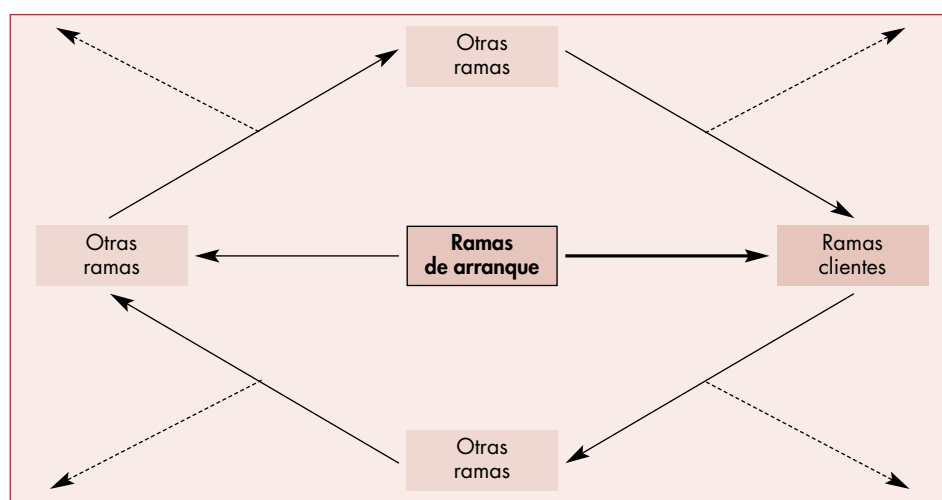 Otras
ramas
Otras
ramas
Ramas
de arranque
Ramas
clientes
Otras
ramas